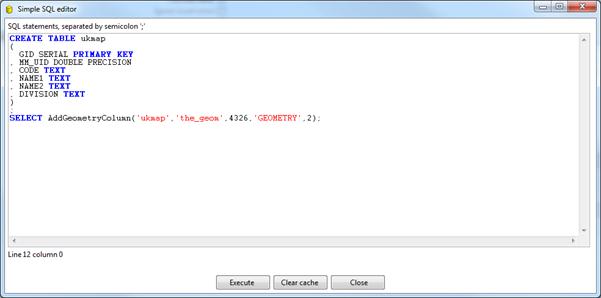 Simple SQL editor
SQL statements, separated by semicolon ';'
CREATE TABLE ukmap
(
  GID SERIAL PRIMARY KEY
, MM_UID DOUBLE PRECISION
, CODE TEXT
, NAME1 TEXT
, NAME2 TEXT
, DIVISION TEXT
)
;
SELECT AddGeometryColumn('ukmap','the_geom',4326,'GEOMETRY',2);
Line 12 column 0
Execute
Clear cache
Close